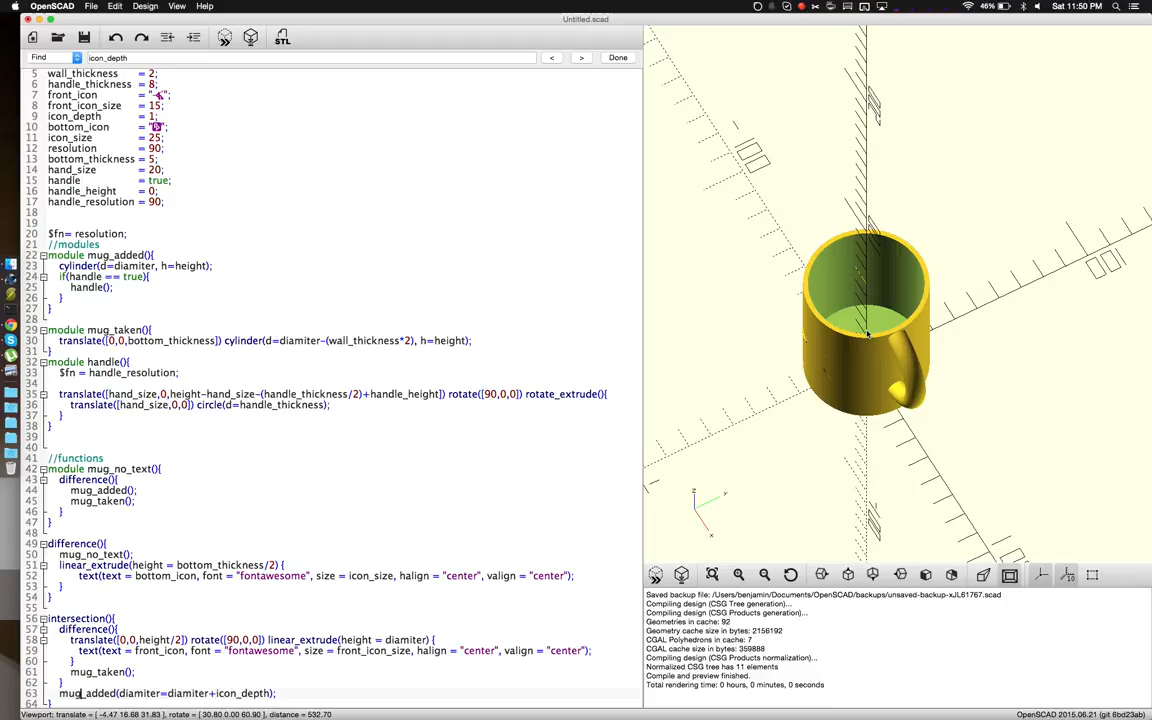 OpenSCAD File Edit Design View Help
46% Sat 11:50 PM
Untitled.scad
STL
Find icon_depth < > Done
5 wall_thickness = 2;
6 handle_thickness = 8;
7 front_icon = "";
8 front_icon_size = 15;
9 icon_depth = 1;
10 bottom_icon = "";
11 icon_size = 25;
12 resolution = 90;
13 bottom_thickness = 5;
14 hand_size = 20;
15 handle = true;
16 handle_height = 0;
17 handle_resolution = 90;
18
19
20 $fn= resolution;
21 //modules
22 module mug_added(){
23 cylinder(d=diamiter, h=height);
24 if(handle == true){
25 handle();
26 }
27 }
28
29 module mug_taken(){
30 translate([0,0,bottom_thickness]) cylinder(d=diamiter-(wall_thickness*2), h=height);
31 }
32 module handle(){
33 $fn = handle_resolution;
34
35 translate([hand_size,0,height-hand_size-(handle_thickness/2)+handle_height]) rotate([90,0,0]) rotate_extrude(){
36 translate([hand_size,0,0]) circle(d=handle_thickness);
37 }
38 }
39
40
41 //functions
42 module mug_no_text(){
43 difference(){
44 mug_added();
45 mug_taken();
46 }
47 }
48
49 difference(){
50 mug_no_text();
51 linear_extrude(height = bottom_thickness/2) {
52 text(text = bottom_icon, font = "fontawesome", size = icon_size, halign = "center", valign = "center");
53 }
54 }
55
56 intersection(){
57 difference(){
58 translate([0,0,height/2]) rotate([90,0,0]) linear_extrude(height = diamiter) {
59 text(text = front_icon, font = "fontawesome", size = front_icon_size, halign = "center", valign = "center");
60 }
61 mug_taken();
62 }
63 mug_added(diamiter=diamiter+icon_depth);
64 }
100
100
z
y
x
10
Saved backup file: /Users/benjamin/Documents/OpenSCAD/backups/unsaved-backup-xJL61767.scad
Compiling design (CSG Tree generation)...
Compiling design (CSG Products generation)...
Geometries in cache: 92
Geometry cache size in bytes: 2156192
CGAL Polyhedrons in cache: 7
CGAL cache size in bytes: 359888
Compiling design (CSG Products normalization)...
Normalized CSG tree has 11 elements
Compile and preview finished.
Total rendering time: 0 hours, 0 minutes, 0 seconds
Viewport: translate = [ -4.47 16.68 31.83 ], rotate = [ 30.80 0.00 60.90 ], distance = 532.70
OpenSCAD 2015.06.21 (git 6bd23ab)